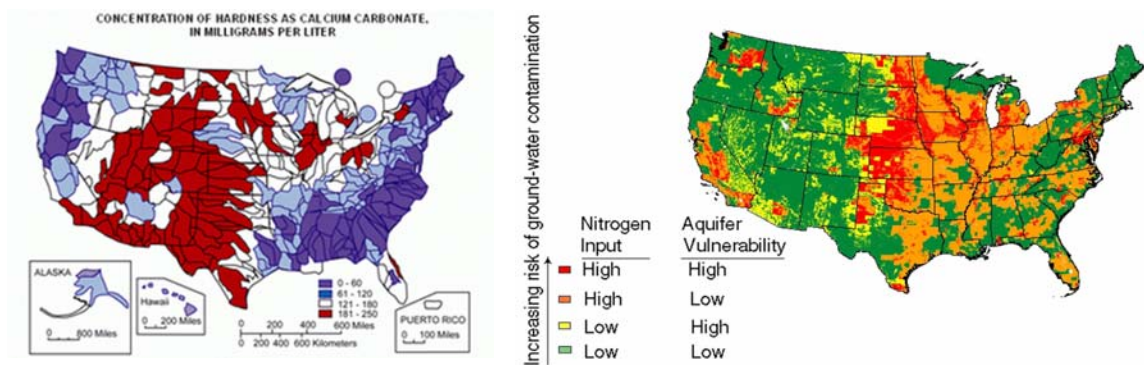 CONCENTRATION OF HARDNESS AS CALCIUM CARBONATE,
IN MILLIGRAMS PER LITER
ALASKA
0 800 Miles
Hawaii
0 200 Miles
0 - 60
61 - 120
121 - 180
181 - 250
0 200 400 600 Miles
0 200 400 600 Kilometers
PUERTO RICO
0 100 Miles
Increasing risk of ground-water contamination
Nitrogen Aquifer
Input Vulnerability
High High
High Low
Low High
Low Low